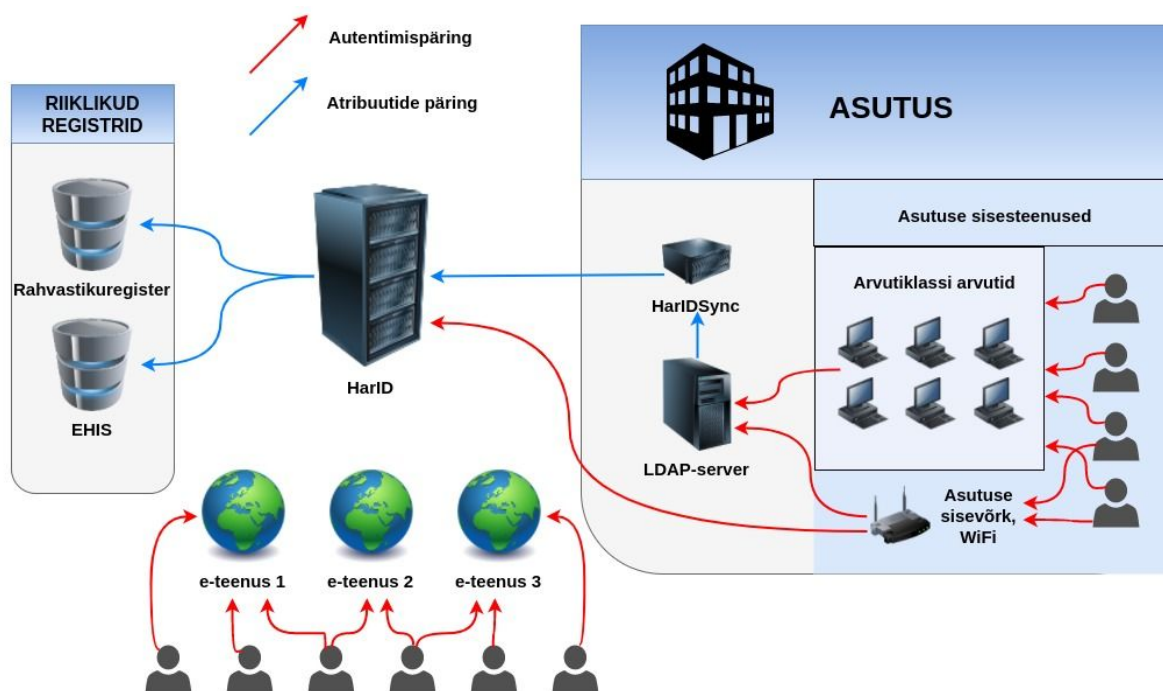 Autentimispäring
Atribuutide päring
RIIKLIKUD
REGISTRID
Rahvastikuregister
EHIS
HarID
e-teenus 1
e-teenus 2
e-teenus 3
ASUTUS
HarIDSync
LDAP-server
Asutuse sisesteenused
Arvutiklassi arvutid
Asutuse
sisevõrk,
WiFi